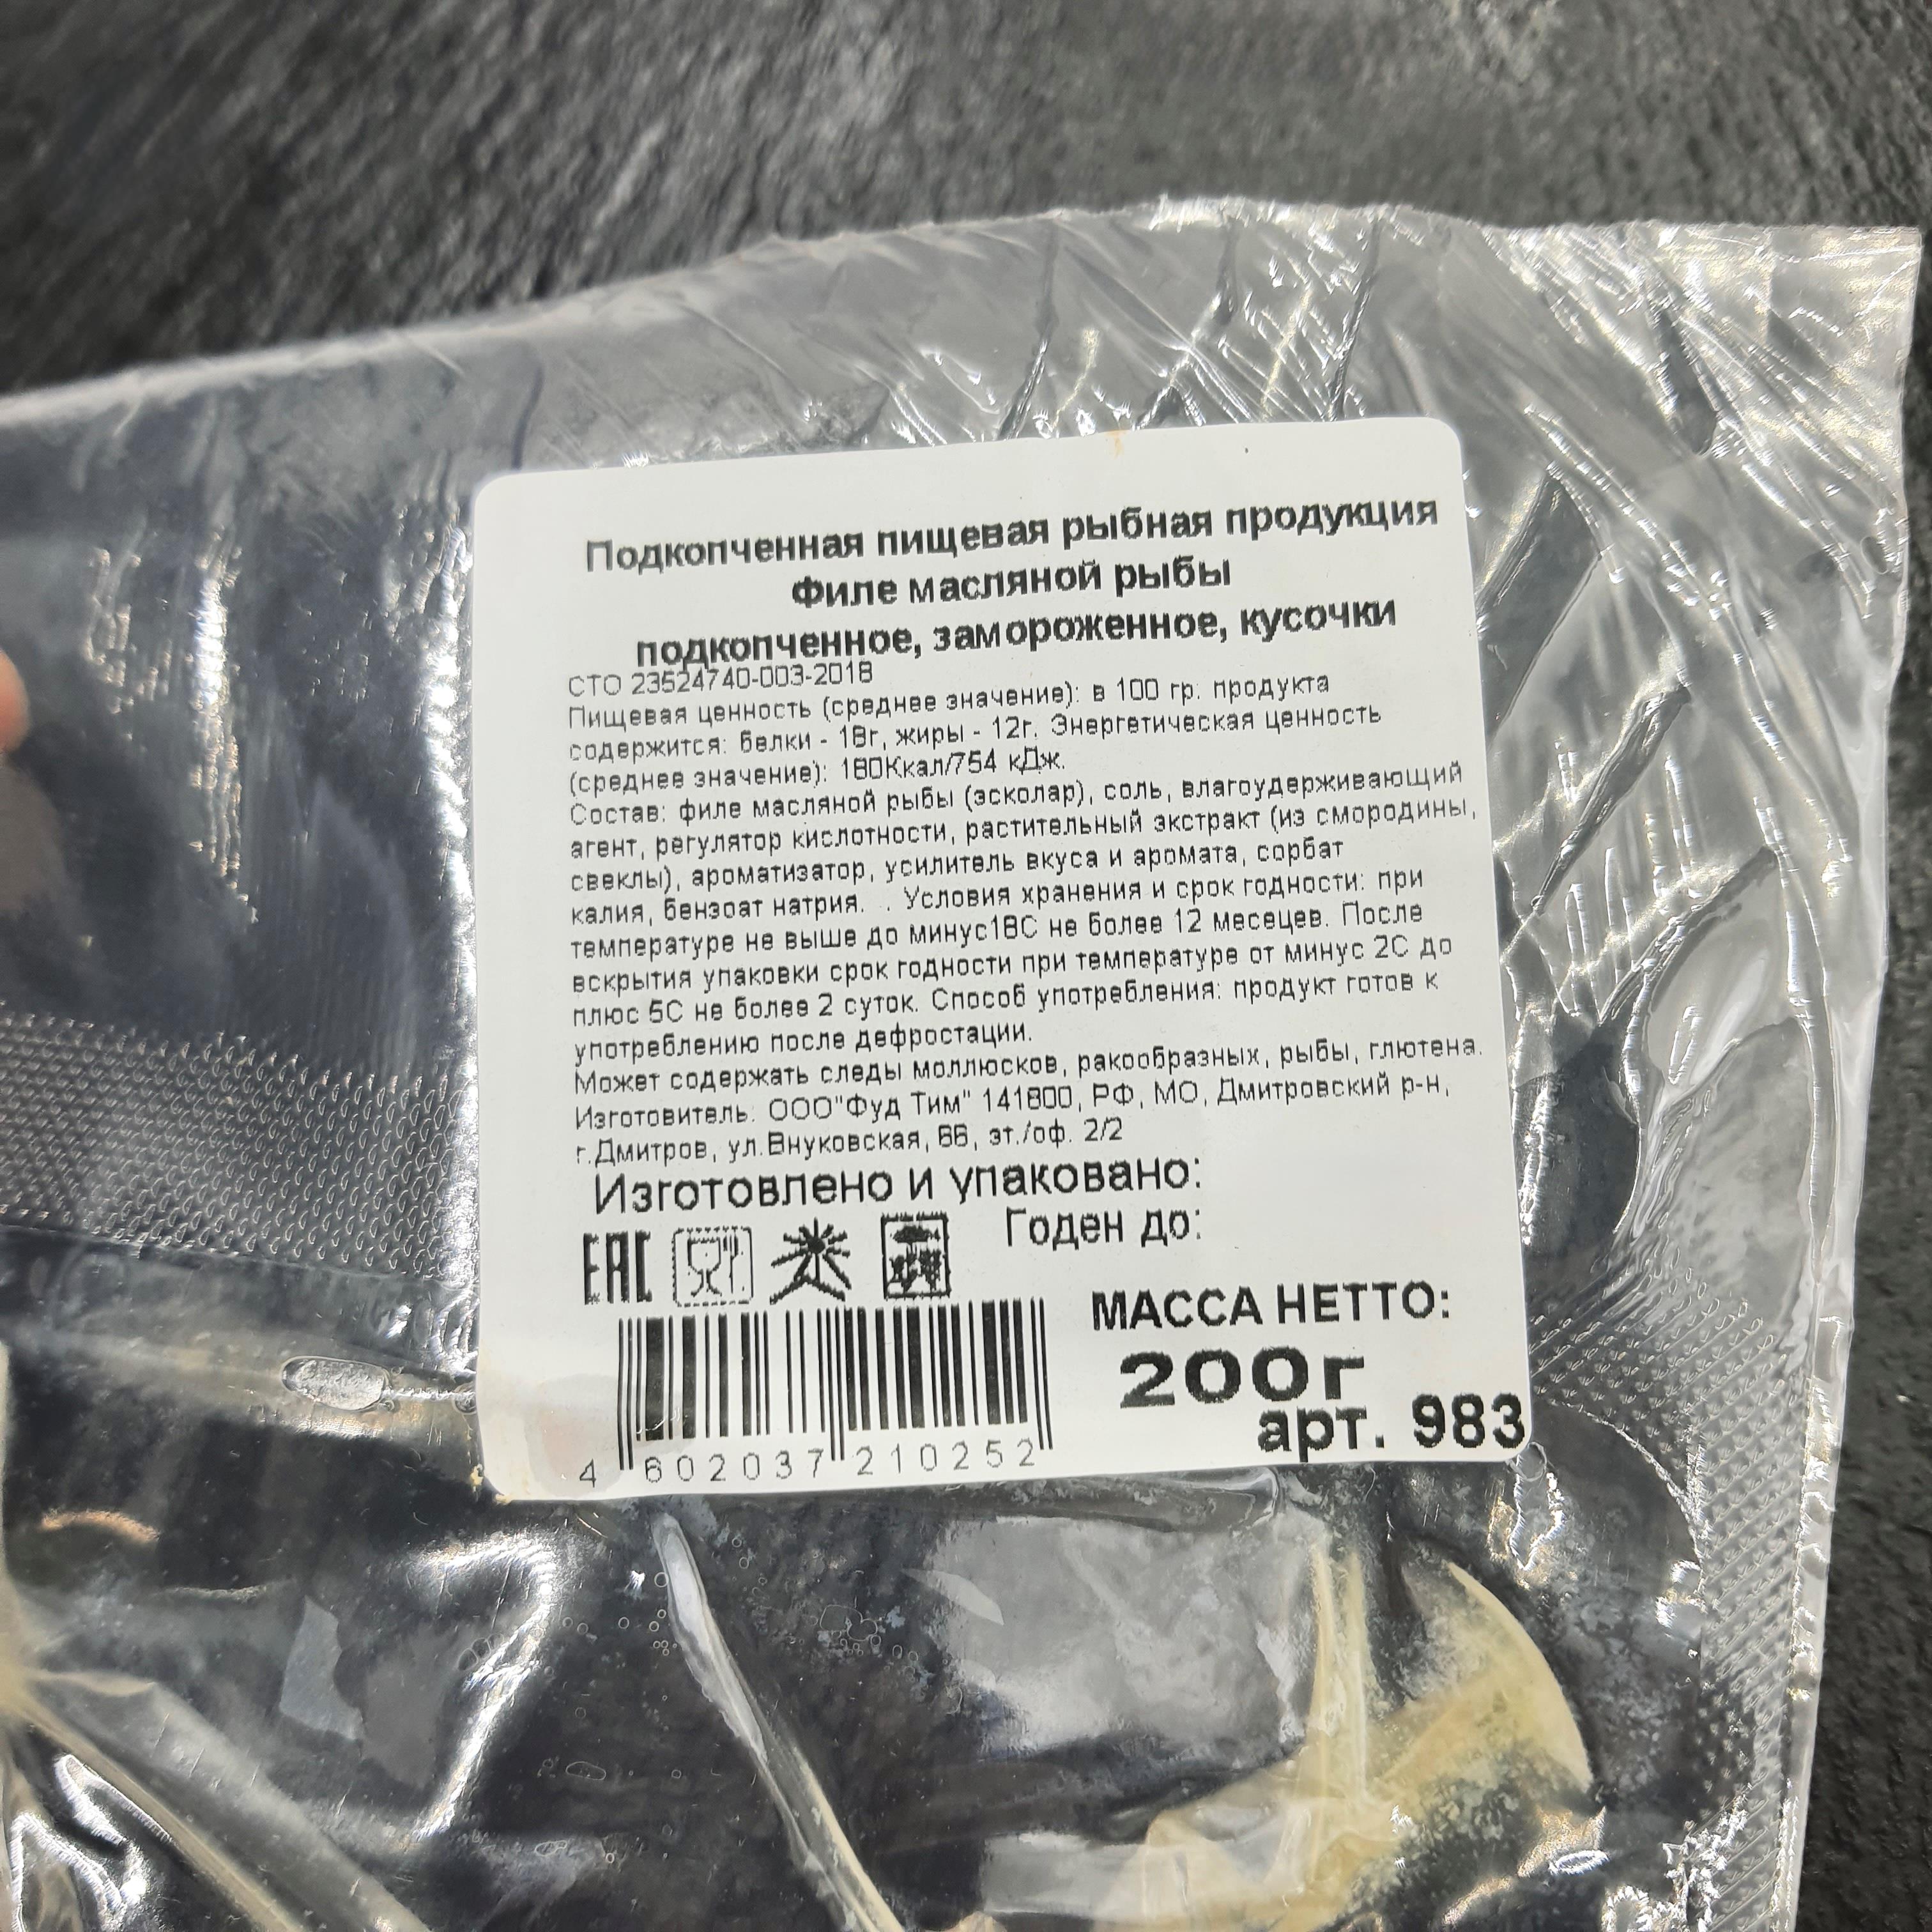 Подкопченная пищевая рыбная продукция
Филе масляной рыбы
подкопченное, замороженное, кусочки
СТО 23524740-003-2018
Пищевая ценность (среднее значение): в 100 гр. продукта
содержится: белки - 18г, жиры - 12г. Энергетическая ценность
(среднее значение): 180Ккал/754 кДж.
Состав: филе масляной рыбы (эсколар), соль, влагоудерживающий
агент, регулятор кислотности, растительный экстракт (из смородины,
свеклы), ароматизатор, усилитель вкуса и аромата, сорбат
калия, бензоат натрия. . Условия хранения и срок годности: при
температуре не выше до минус18С не более 12 месецев. После
вскрытия упаковки срок годности при температуре от минус 2С до
плюс 5С не более 2 суток. Способ употребления: продукт готов к
употреблению после дефростации.
Может содержать следы моллюсков, ракообразных, рыбы, глютена.
Изготовитель: ООО"Фуд Тим" 141800, РФ, МО, Дмитровский р-н,
г.Дмитров, ул.Внуковская, 66, эт./оф. 2/2
Изготовлено и упаковано:
Годен до:
EAC
МАССА НЕТТО:
200г
арт. 983
4 602037 210252